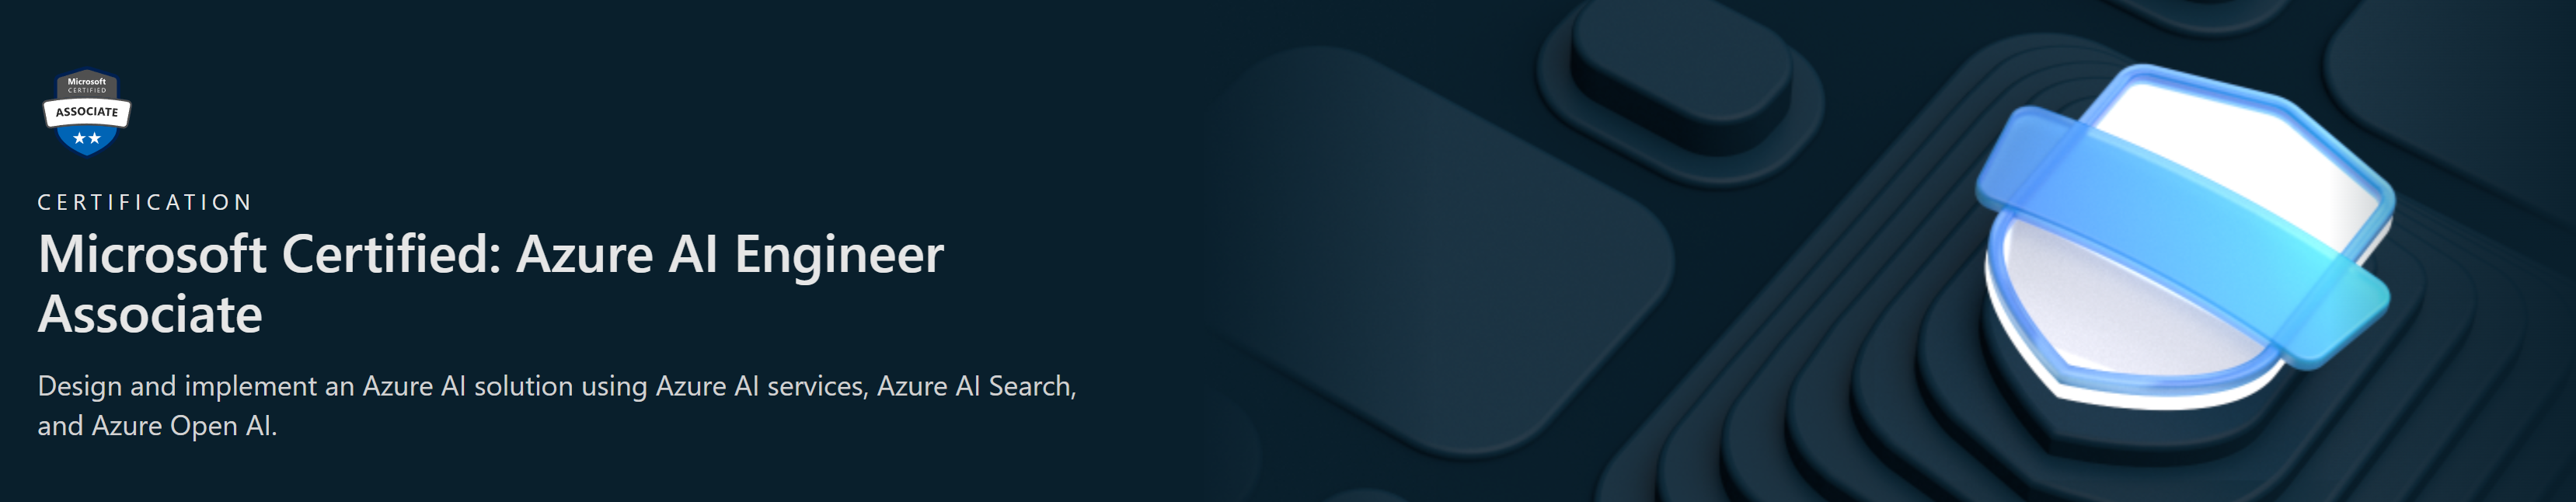 Microsoft
CERTIFIED
ASSOCIATE
CERTIFICATION
Microsoft Certified: Azure AI Engineer
Associate
Design and implement an Azure AI solution using Azure AI services, Azure AI Search,
and Azure Open AI.